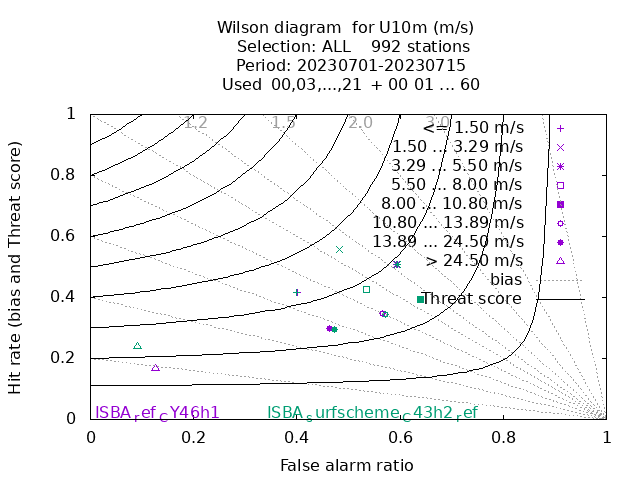 Wilson diagram  for U10m (m/s)
Selection: ALL    992 stations
Period: 20230701-20230715
Used  00,03,...,21  + 00 01 ... 60
Hit rate (bias and Threat score)
1
0.8
0.6
0.4
0.2
0
1.2
1.5
2.0
3.0
<= 1.50 m/s
1.50 ... 3.29 m/s
3.29 ... 5.50 m/s
5.50 ... 8.00 m/s
8.00 ... 10.80 m/s
10.80 ... 13.89 m/s
13.89 ... 24.50 m/s
> 24.50 m/s
bias
Threat score
ISBA_ref_CY46h1
ISBA_surfscheme_C43h2_ref
0 0.2 0.4 0.6 0.8 1
False alarm ratio